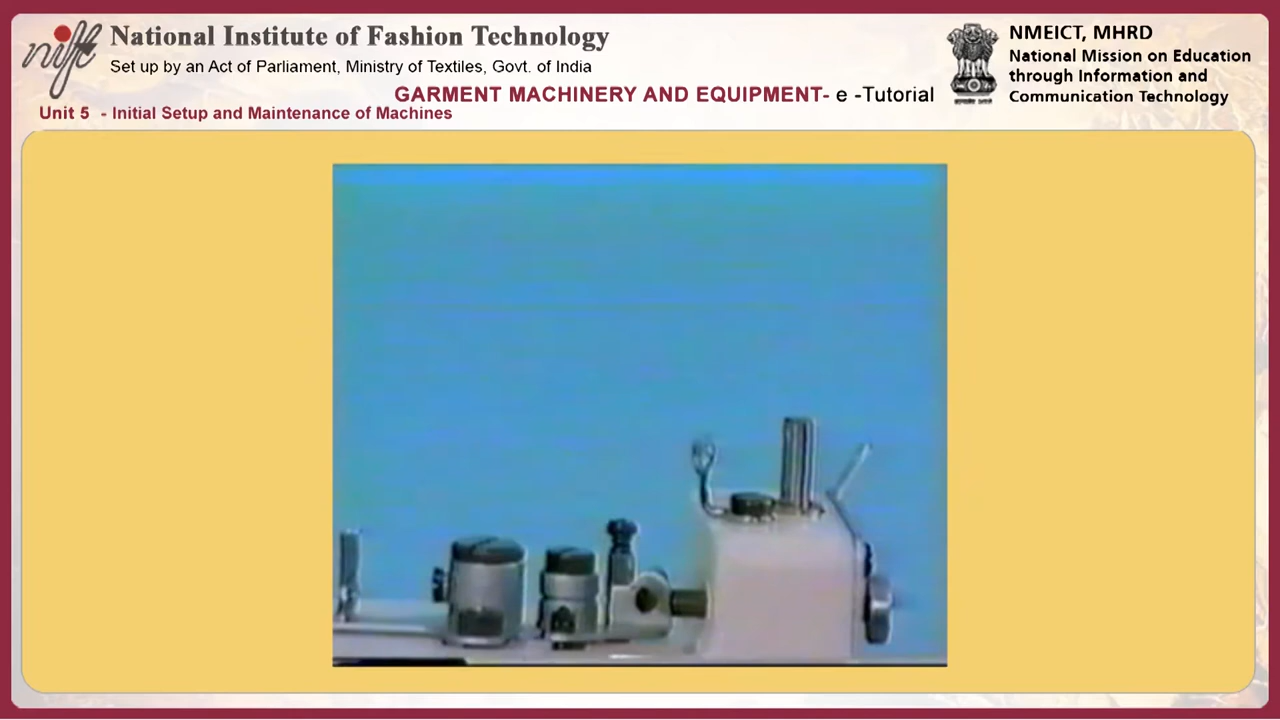 nift National Institute of Fashion Technology
Set up by an Act of Parliament, Ministry of Textiles, Govt. of India
GARMENT MACHINERY AND EQUIPMENT- e -Tutorial
Unit 5 - Initial Setup and Maintenance of Machines
NMEICT, MHRD
National Mission on Education
through Information and
Communication Technology